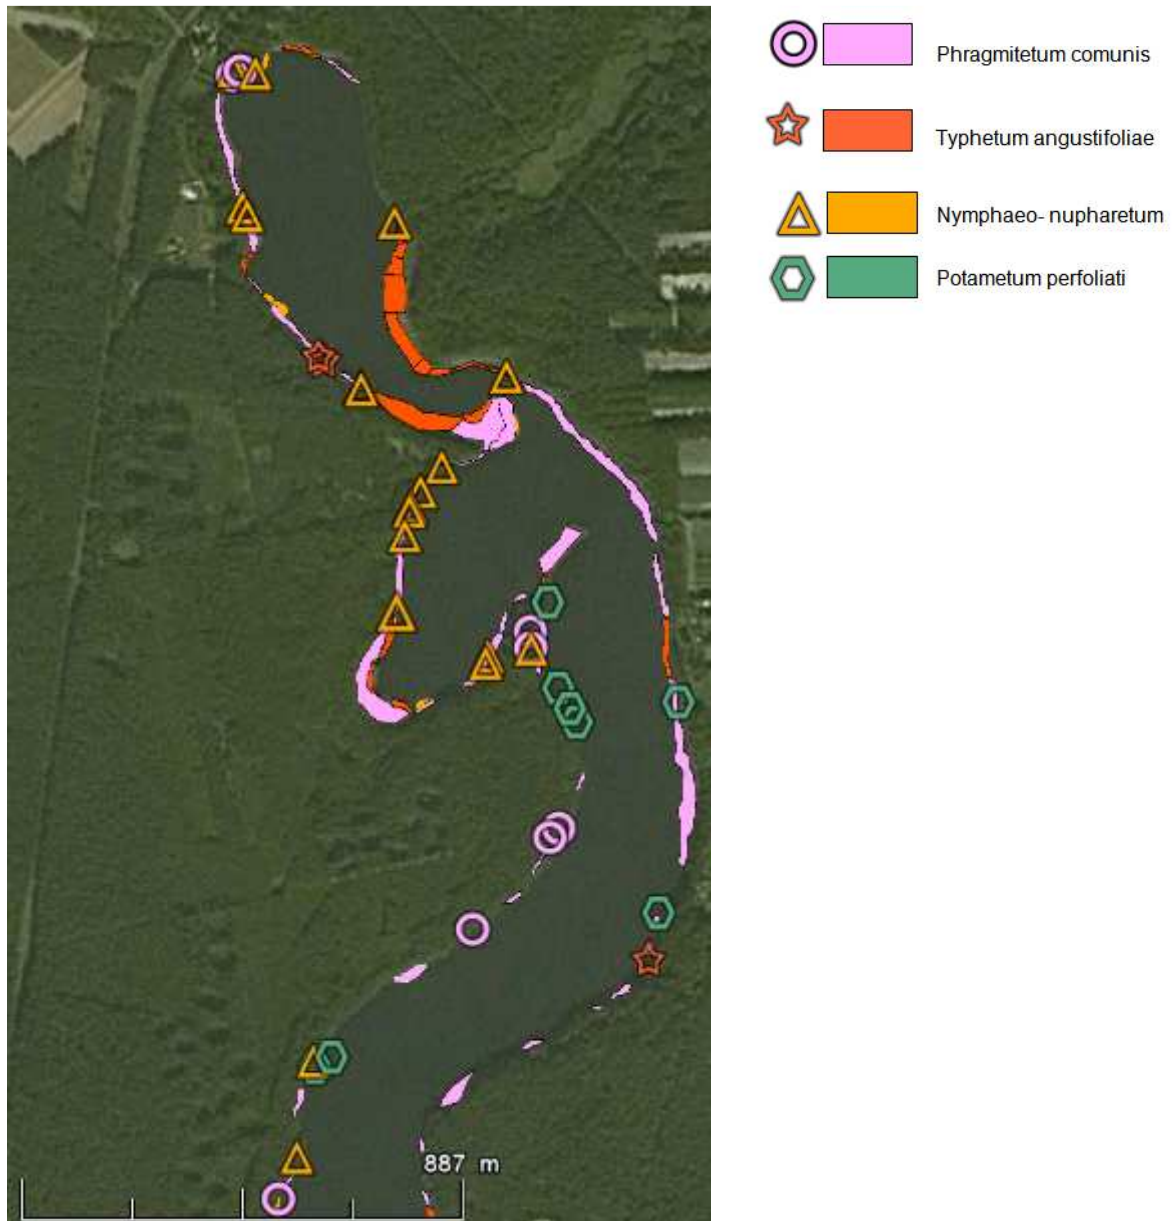 Phragmitetum comunis
Typhetum angustifoliae
Nymphaeo- nupharetum
Potametum perfoliati
887 m